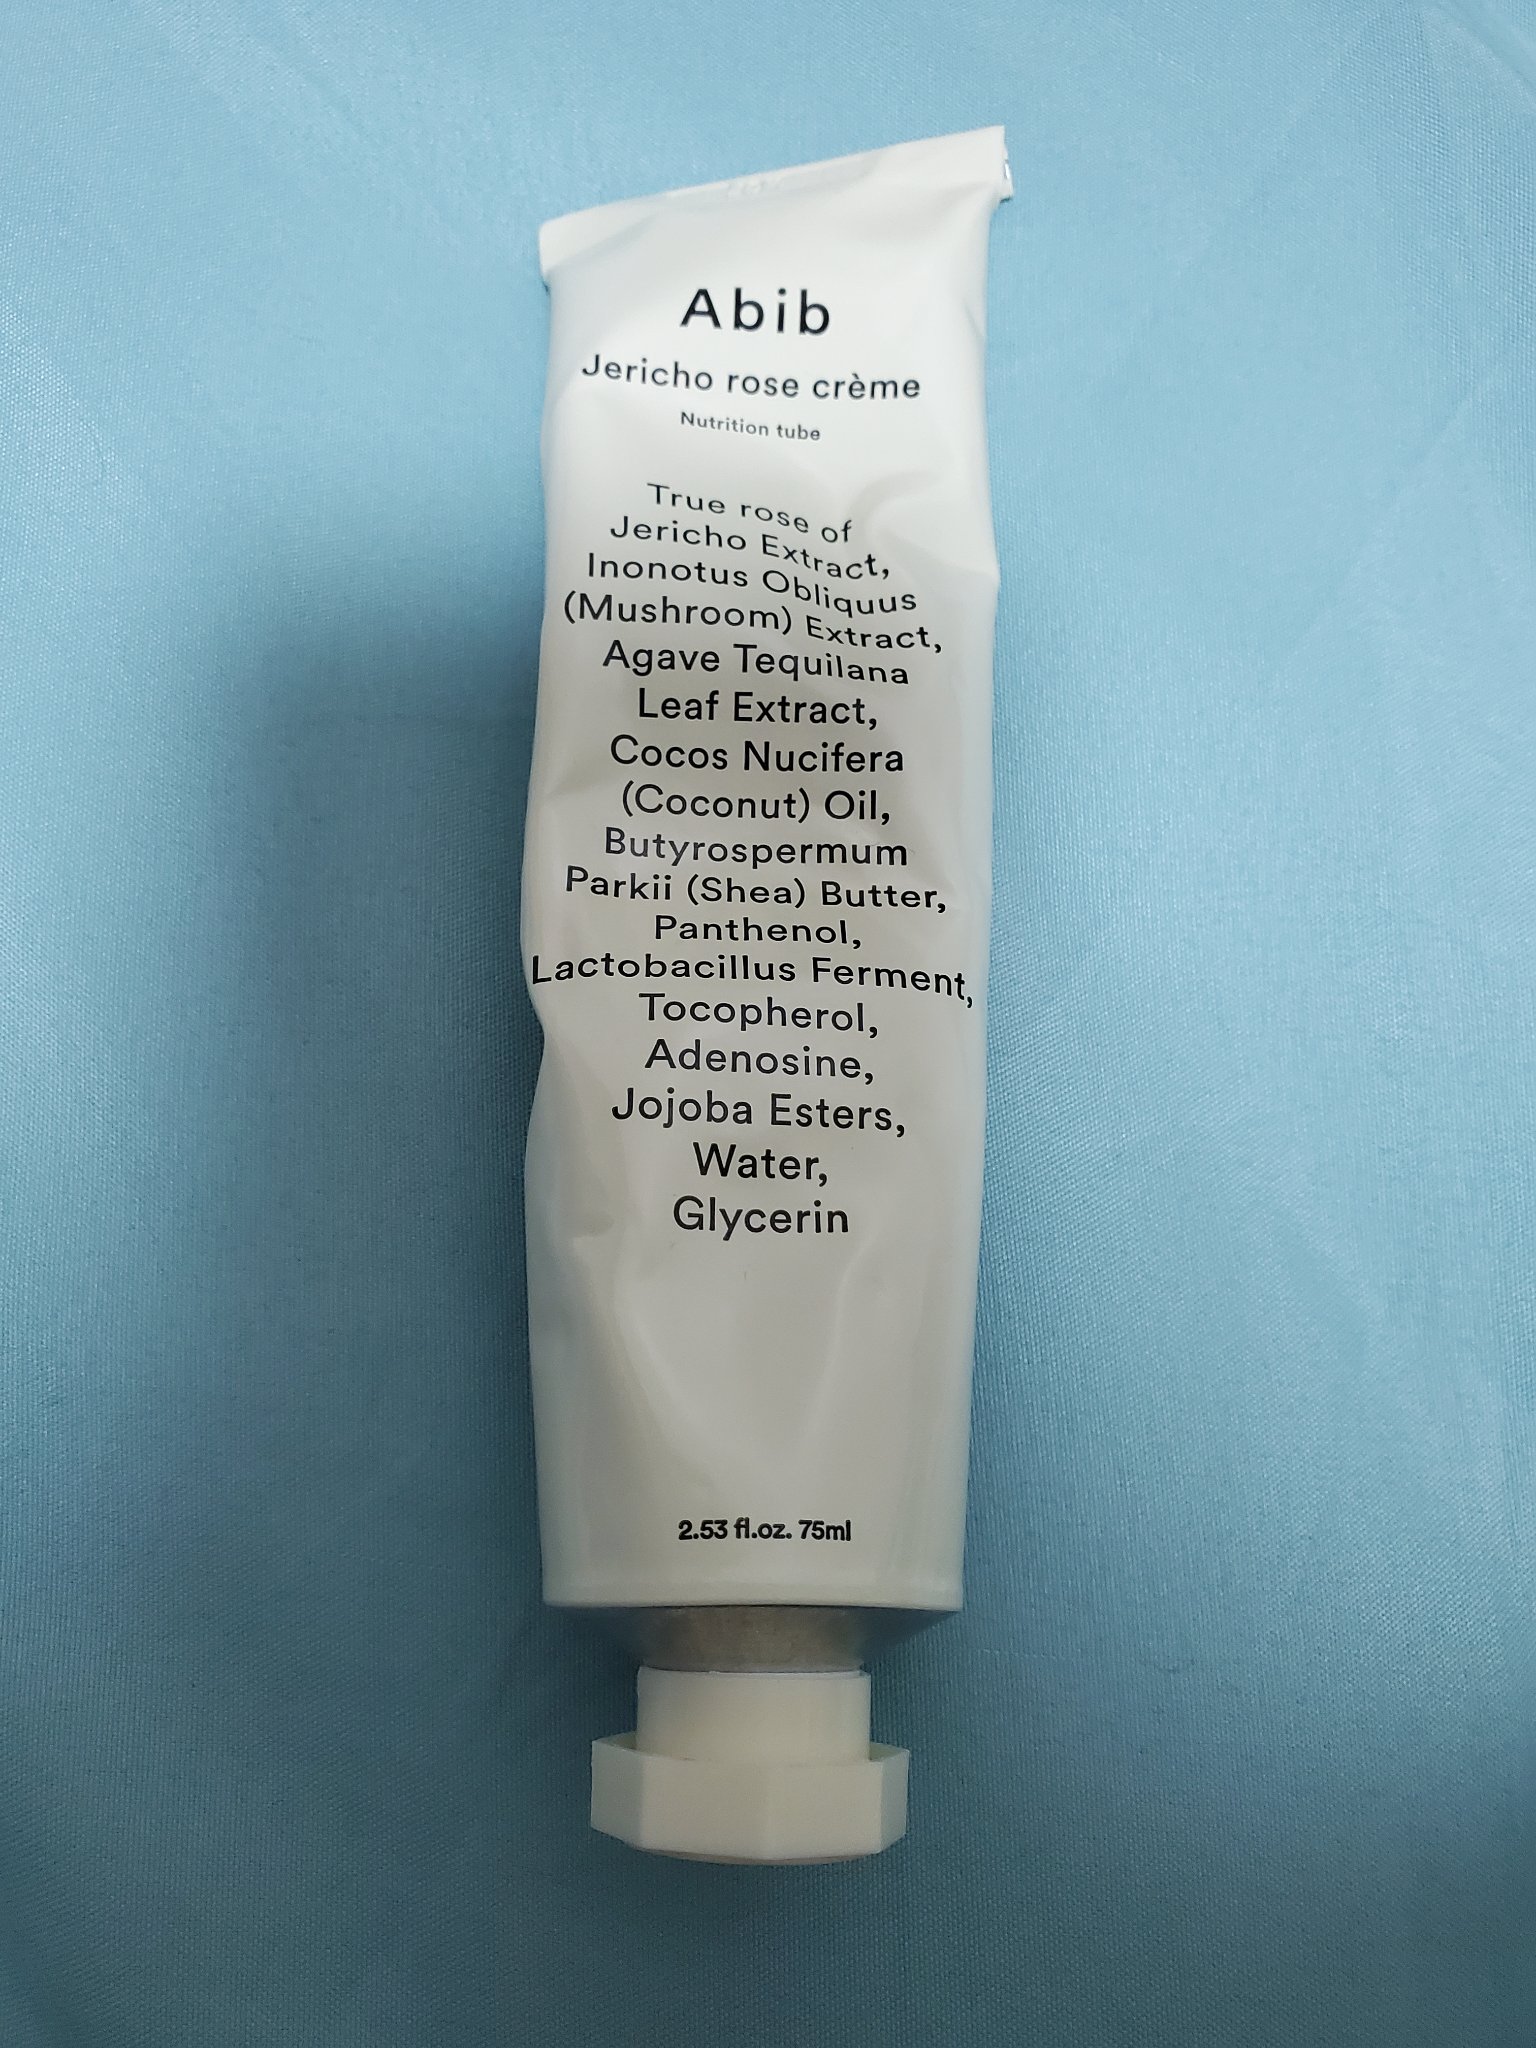 Abib
Jericho rose crème
Nutrition tube
True rose of
Jericho Extract,
Inonotus Obliquus
(Mushroom) Extract,
Agave Tequilana
Leaf Extract,
Cocos Nucifera
(Coconut) Oil,
Butyrospermum
Parkii (Shea) Butter,
Panthenol,
Lactobacillus Ferment,
Tocopherol,
Adenosine,
Jojoba Esters,
Water,
Glycerin
2.53 fl.oz. 75ml